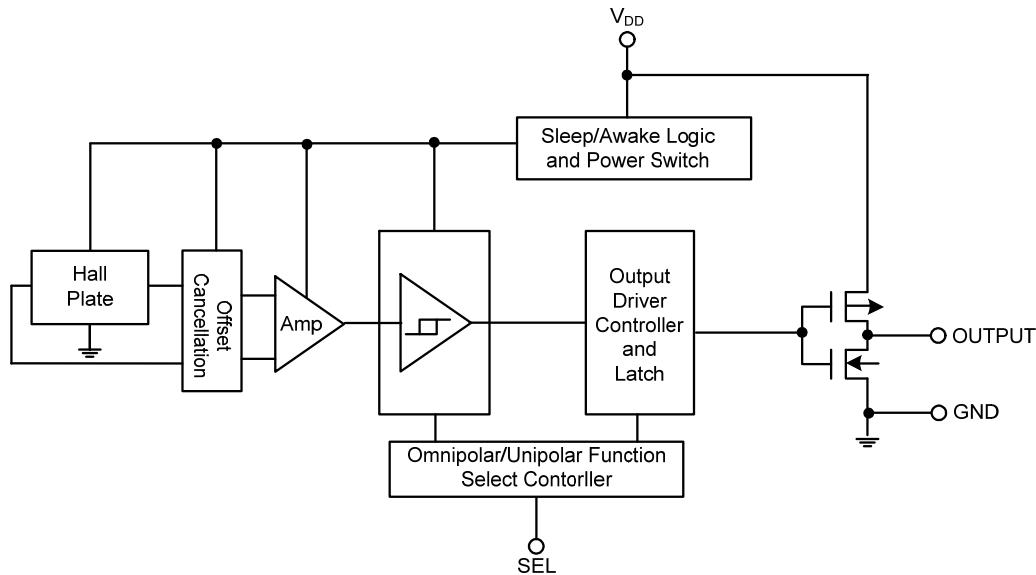 VDD
Sleep/Awake Logic
and Power Switch
Hall
Plate
Offset
Cancellation
Amp
Output
Driver
Controller
and
Latch
OUTPUT
GND
Omnipolar/Unipolar Function
Select Contorller
SEL